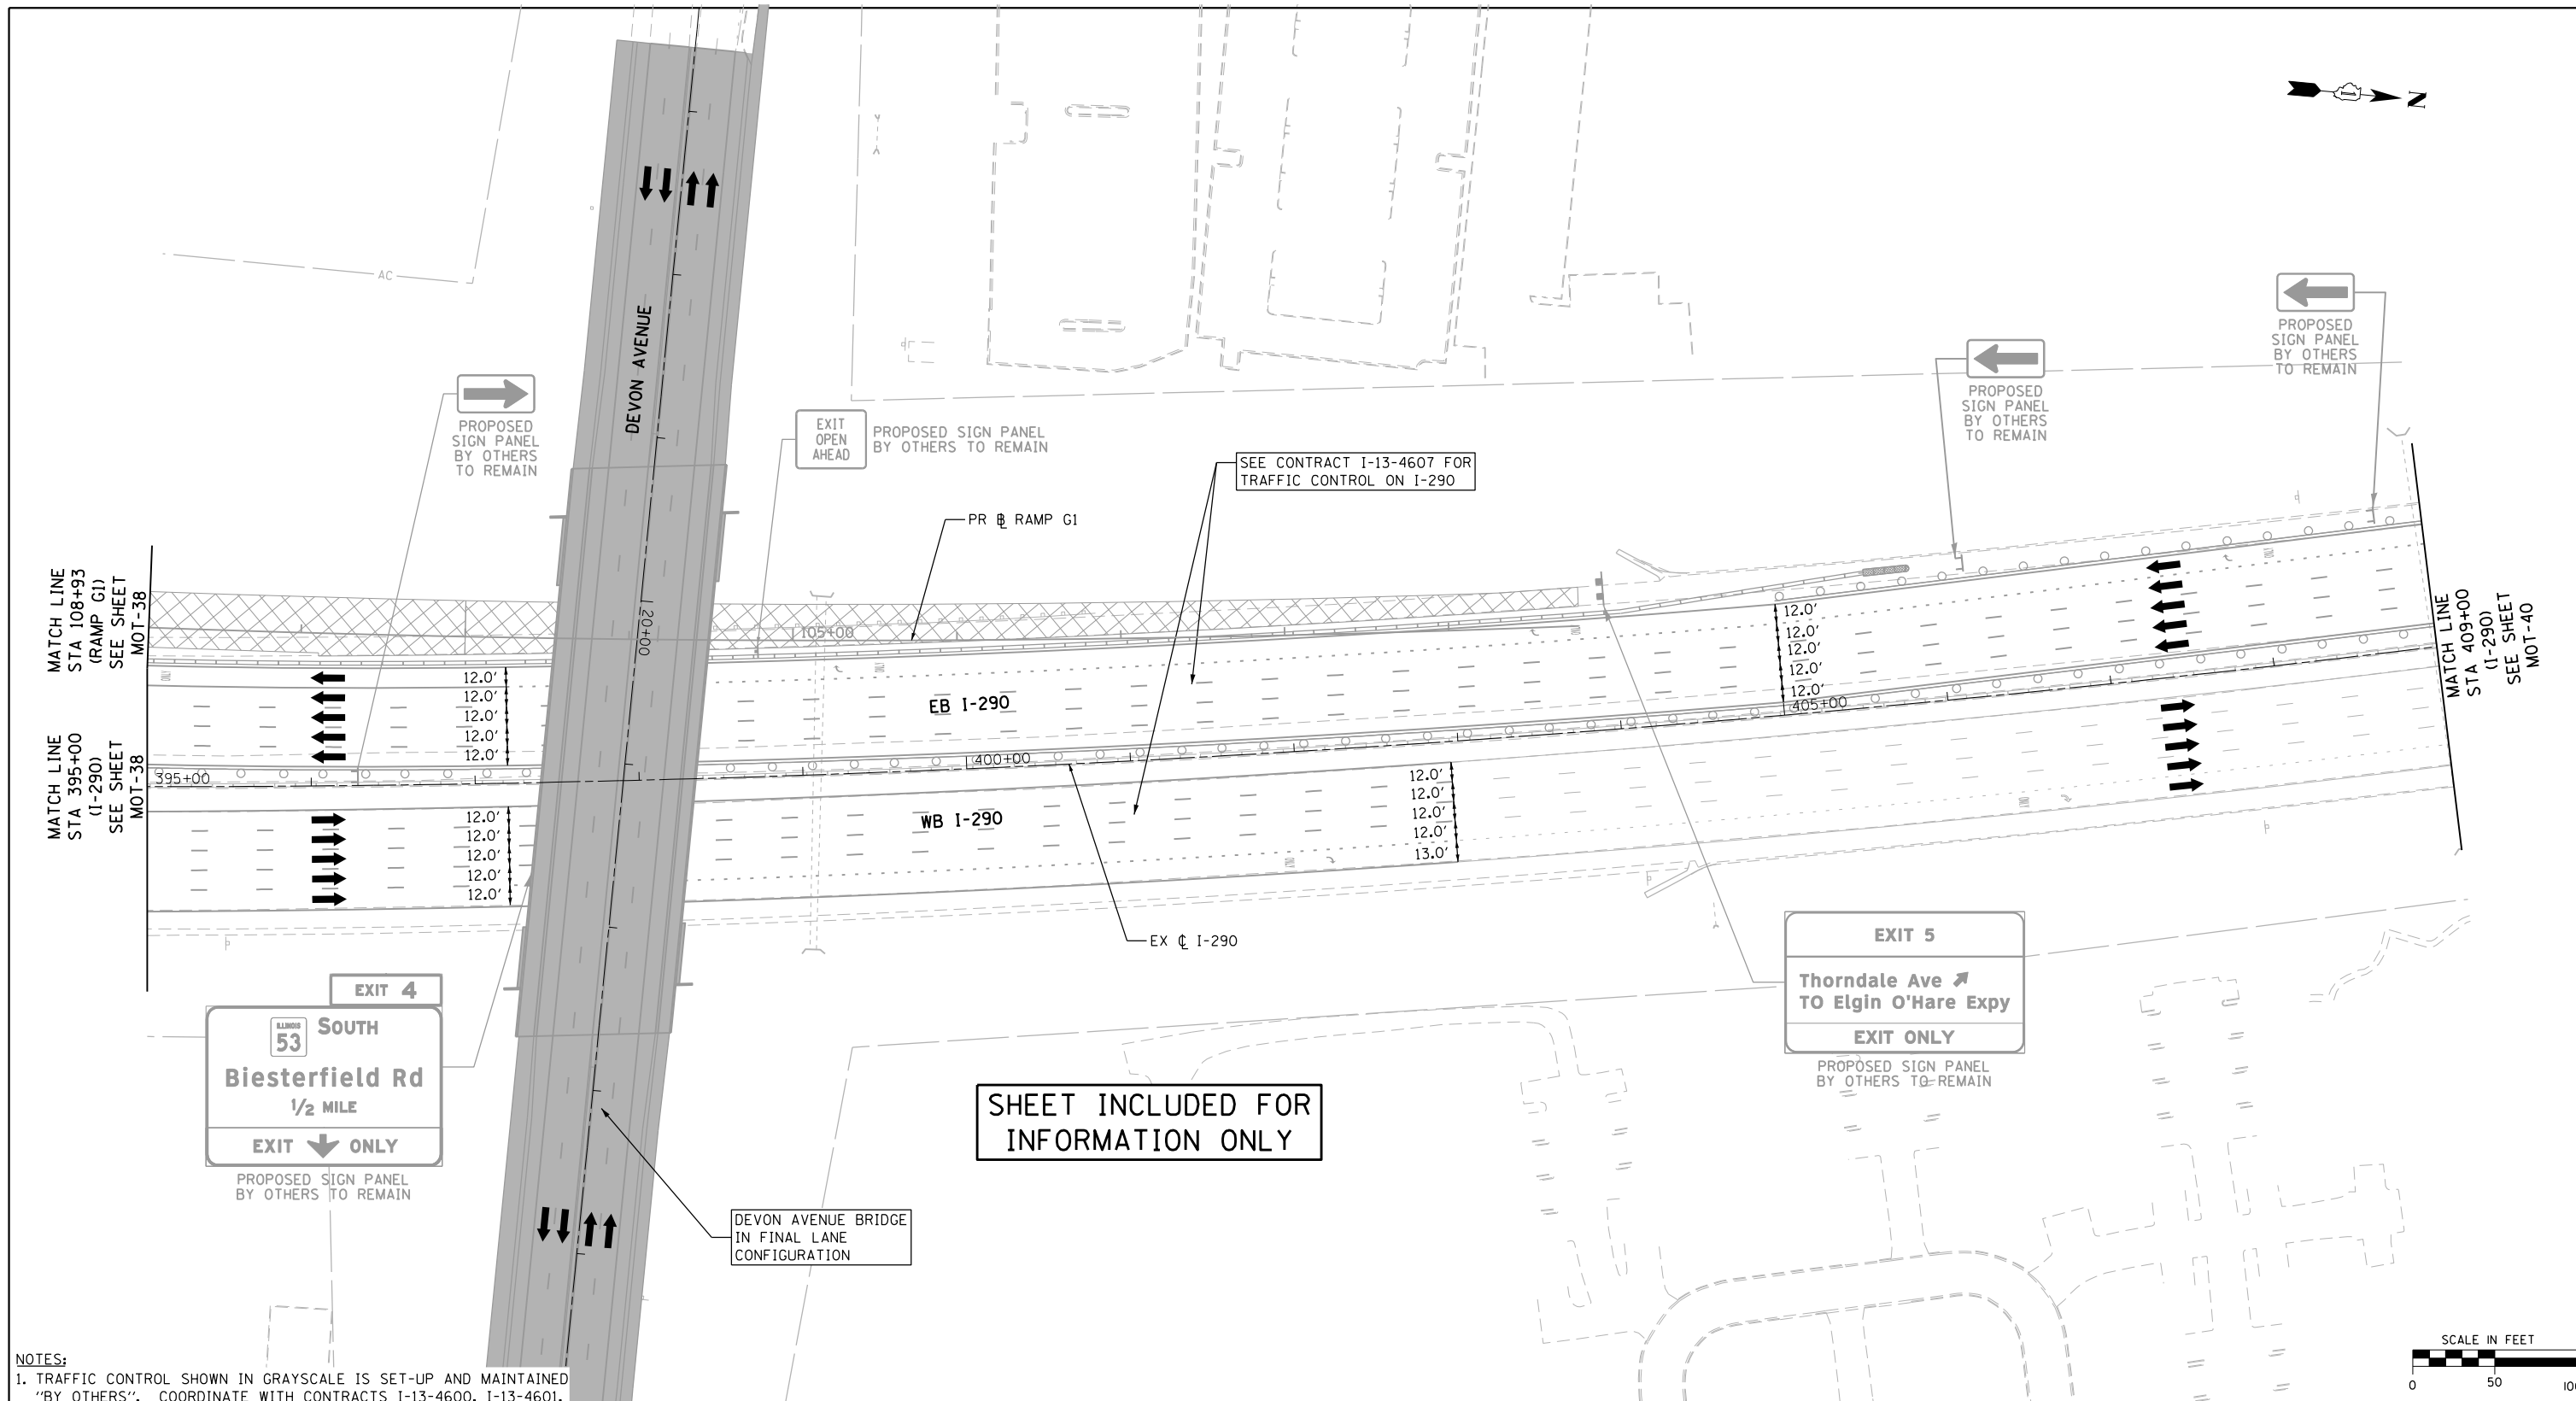 N
AC
DEVON AVENUE
PROPOSED
SIGN PANEL
BY OTHERS
TO REMAIN
EXIT
OPEN
AHEAD
PROPOSED SIGN PANEL
BY OTHERS TO REMAIN
SEE CONTRACT I-13-4607 FOR
TRAFFIC CONTROL ON I-290
PROPOSED
SIGN PANEL
BY OTHERS
TO REMAIN
PROPOSED
SIGN PANEL
BY OTHERS
TO REMAIN
PR ⅊ RAMP G1
MATCH LINE
STA 108+93
(RAMP G1)
SEE SHEET
MOT-38
120+00
105+00
12.0'
12.0'
12.0'
12.0'
12.0'
12.0'
12.0'
12.0'
12.0'
12.0'
EB I-290
405+00
MATCH LINE
STA 409+00
(I-290)
SEE SHEET
MOT-40
MATCH LINE
STA 395+00
(I-290)
SEE SHEET
MOT-38
395+00
400+00
12.0'
12.0'
12.0'
12.0'
12.0'
WB I-290
12.0'
12.0'
12.0'
12.0'
13.0'
EX ℄ I-290
EXIT 5
Thorndale Ave
TO Elgin O'Hare Expy
EXIT ONLY
PROPOSED SIGN PANEL
BY OTHERS TO REMAIN
EXIT 4
ILLINOIS
53 SOUTH
Biesterfield Rd
1/2 MILE
EXIT ONLY
PROPOSED SIGN PANEL
BY OTHERS TO REMAIN
SHEET INCLUDED FOR
INFORMATION ONLY
DEVON AVENUE BRIDGE
IN FINAL LANE
CONFIGURATION
NOTES:
1. TRAFFIC CONTROL SHOWN IN GRAYSCALE IS SET-UP AND MAINTAINED
"BY OTHERS". COORDINATE WITH CONTRACTS I-13-4600, I-13-4601,
SCALE IN FEET
0 50